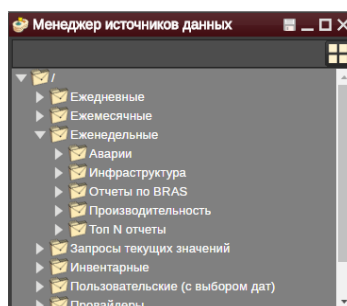 Менеджер источников данных
/
Ежедневные
Ежемесячные
Еженедельные
Аварии
Инфраструктура
Отчеты по BRAS
Производительность
Топ N отчеты
Запросы текущих значений
Инвентарные
Пользовательские (с выбором дат)
Провайдеры